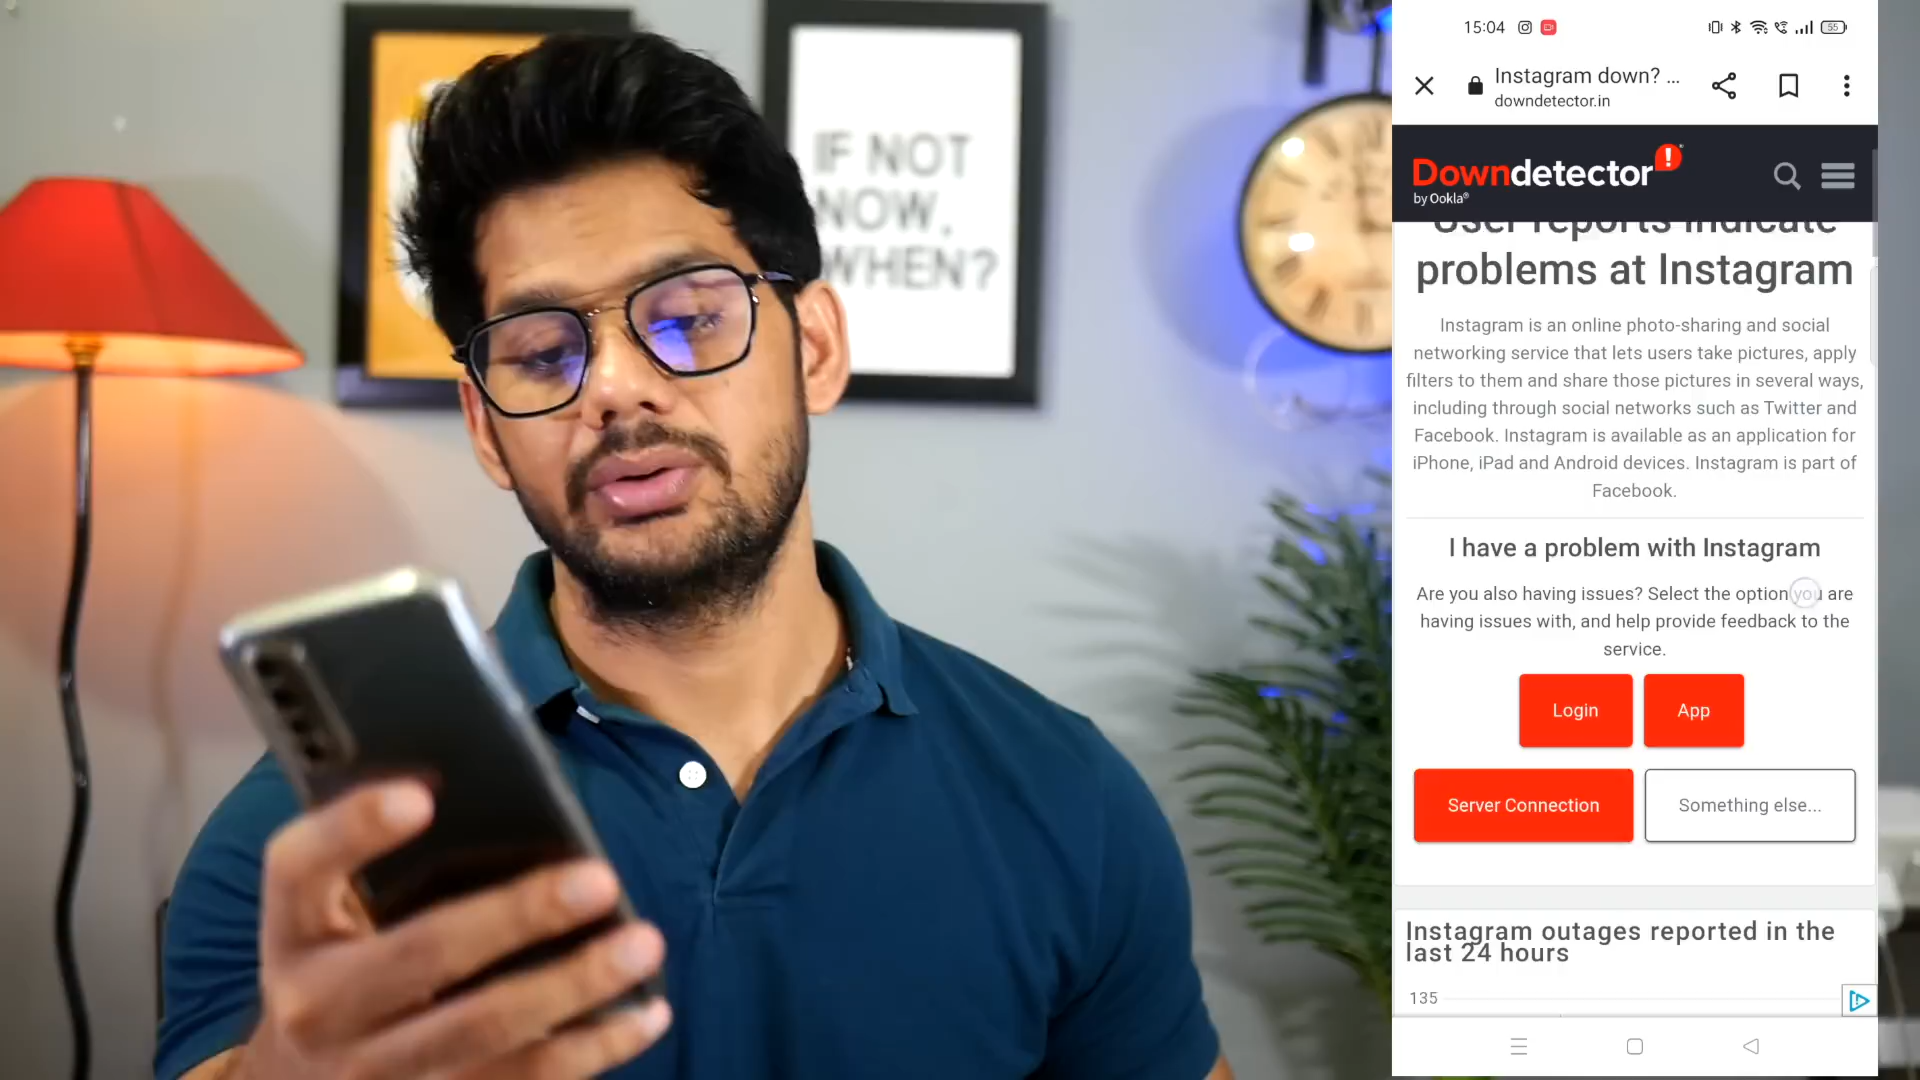 IF NOT
NOW,
WHEN?
15:04
55
Instagram down? ...
downdetector.in
Downdetector!
by Ookla®
User reports indicate
problems at Instagram
Instagram is an online photo-sharing and social
networking service that lets users take pictures, apply
filters to them and share those pictures in several ways,
including through social networks such as Twitter and
Facebook. Instagram is available as an application for
iPhone, iPad and Android devices. Instagram is part of
Facebook.
I have a problem with Instagram
Are you also having issues? Select the option you are
having issues with, and help provide feedback to the
service.
Login
App
Server Connection
Something else...
Instagram outages reported in the
last 24 hours
135